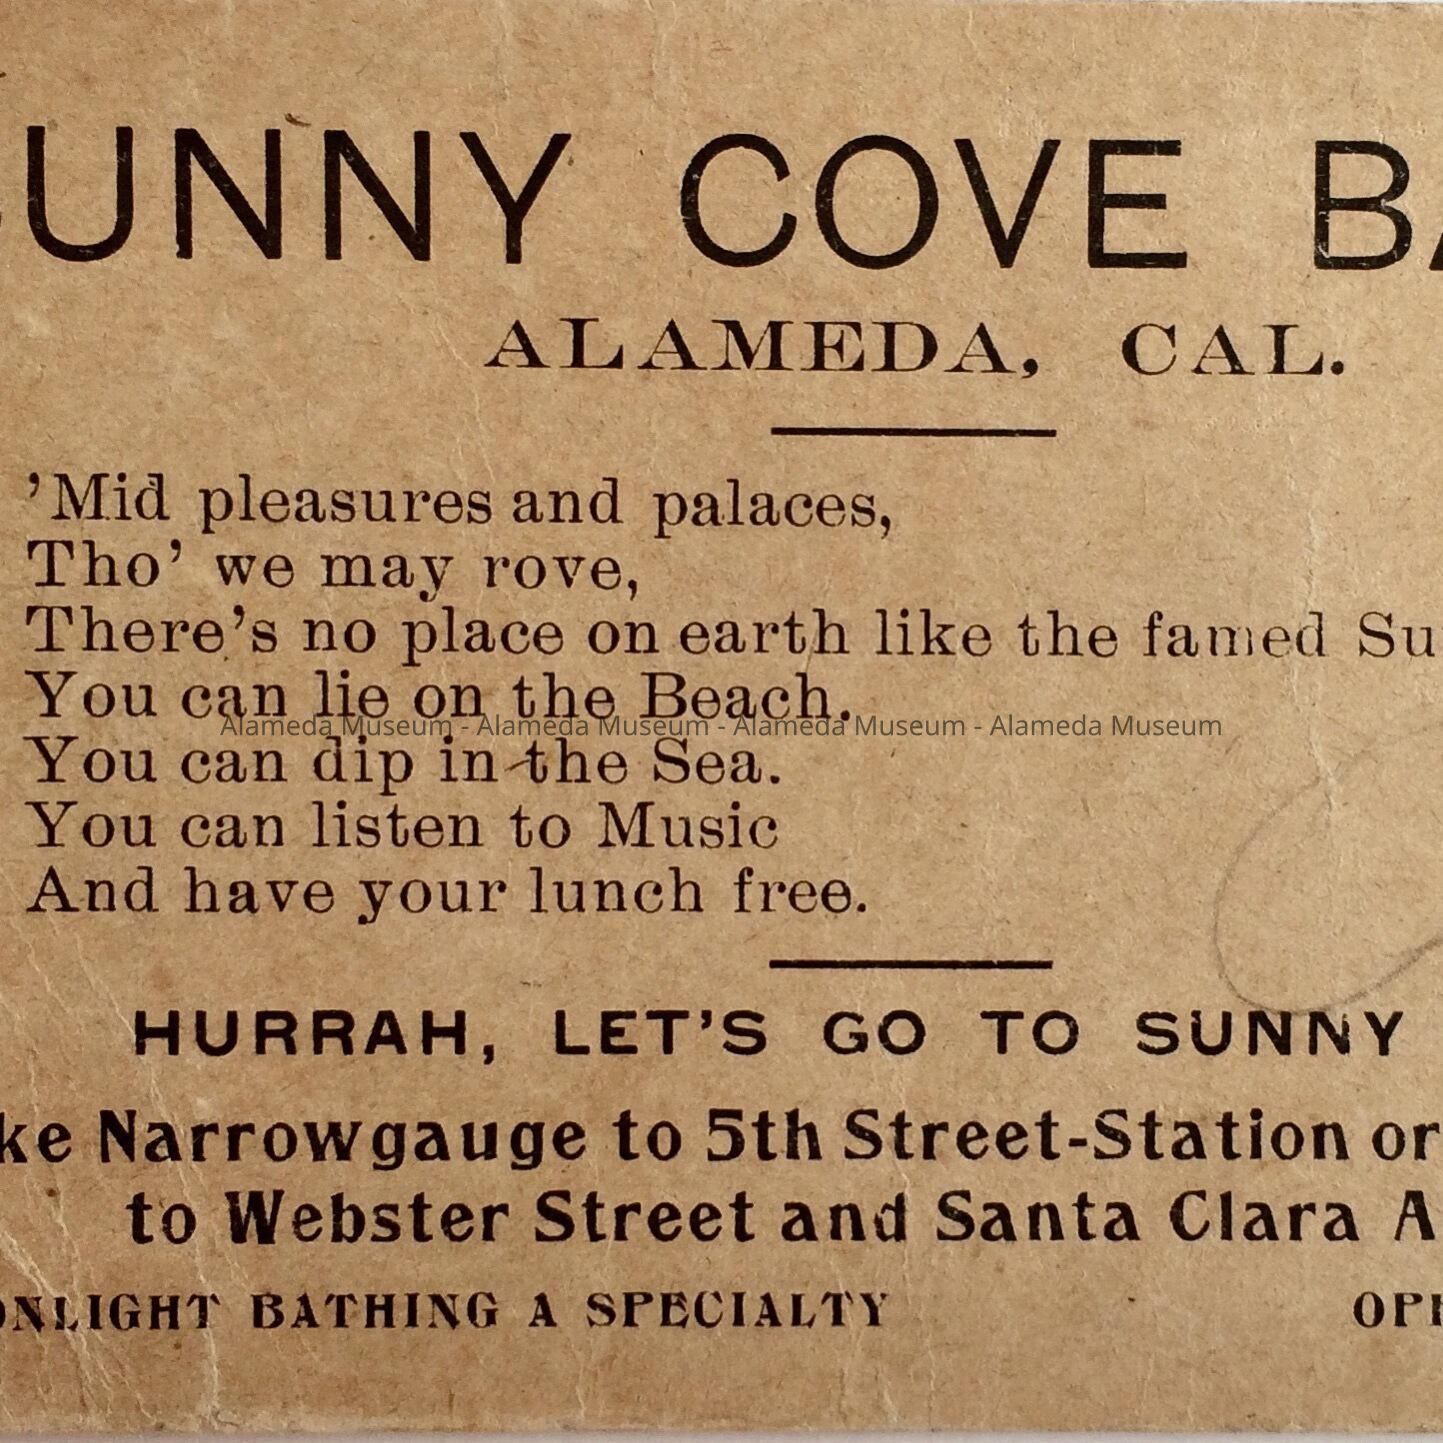 UNNY COVE BA
ALAMEDA, CAL.
’Mid pleasures and palaces,
Tho’ we may rove,
There’s no place on earth like the famed Su
You can lie on the Beach.
Alameda Museum - Alameda Museum - Alameda Museum - Alameda Museum
You can dip in the Sea.
You can listen to Music
And have your lunch free.
HURRAH, LET’S GO TO SUNNY
ke Narrowgauge to 5th Street-Station or
to Webster Street and Santa Clara A
ONLIGHT BATHING A SPECIALTY OPE